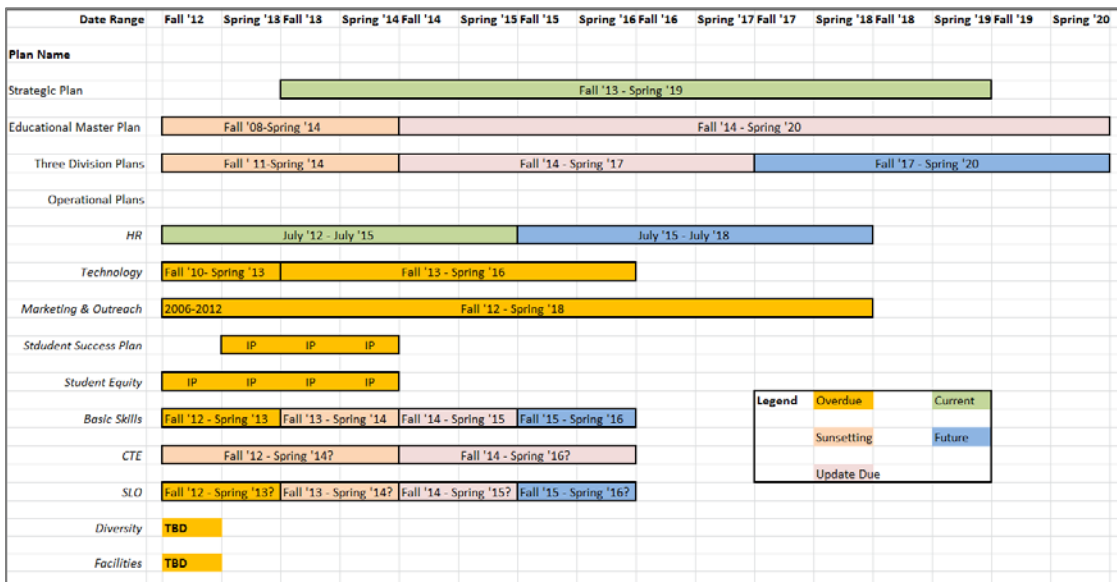 Date Range Fall '12 Spring '13 Fall '13 Spring '14 Fall '14 Spring '15 Fall '15 Spring '16 Fall '16 Spring '17 Fall '17 Spring '18 Fall '18 Spring '19 Fall '19 Spring '20
Plan Name
Strategic Plan Fall '13 - Spring '19
Educational Master Plan Fall '08-Spring '14 Fall '14 - Spring '20
Three Division Plans Fall ' 11-Spring '14 Fall '14 - Spring '17 Fall '17 - Spring '20
Operational Plans
HR July '12 - July '15 July '15 - July '18
Technology Fall '10- Spring '13 Fall '13 - Spring '16
Marketing & Outreach 2006-2012 Fall '12 - Spring '18
Stdudent Success Plan IP IP IP
Student Equity IP IP IP IP
Legend Overdue Current
Basic Skills Fall '12 - Spring '13 Fall '13 - Spring '14 Fall '14 - Spring '15 Fall '15 - Spring '16
Sunsetting Future
CTE Fall '12 - Spring '14? Fall '14 - Spring '16?
Update Due
SLO Fall '12 - Spring '13? Fall '13 - Spring '14? Fall '14 - Spring '15? Fall '15 - Spring '16?
Diversity TBD
Facilities TBD